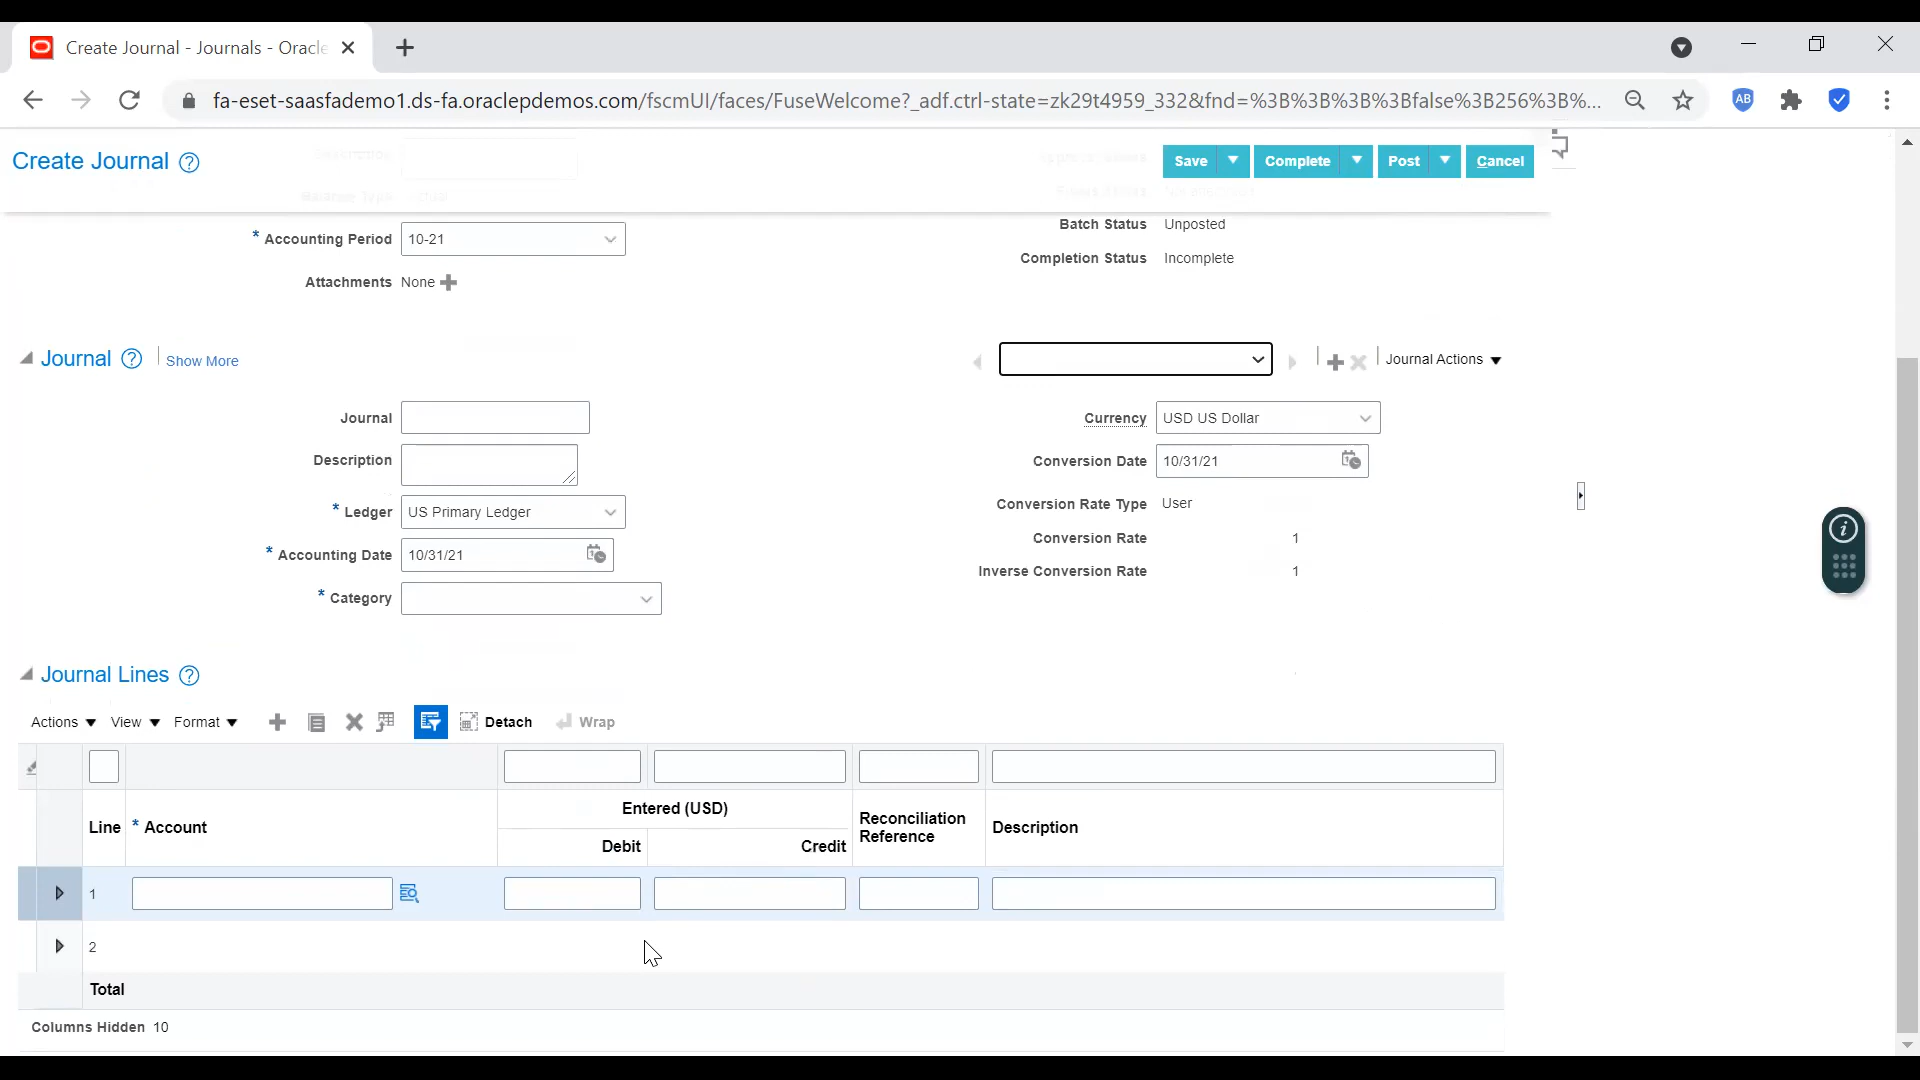 Create Journal - Journals - Oracle
fa-eset-saasfademo1.ds-fa.oraclepdemos.com/fscmUI/faces/FuseWelcome?_adf.ctrl-state=zk29t4959_332&fnd=%3B%3B%3B%3Bfalse%3B256%3B%...
AB
Create Journal ?
Save Complete Post Cancel
Balance Type
* Accounting Period 10-21
Batch Status Unposted
Completion Status Incomplete
Attachments None
Journal ? Show More
Journal Actions
Journal
Currency USD US Dollar
Description
Conversion Date 10/31/21
* Ledger US Primary Ledger
Conversion Rate Type User
* Accounting Date 10/31/21
Conversion Rate 1
Inverse Conversion Rate 1
* Category
Journal Lines ?
Actions View Format Detach Wrap
Line * Account Entered (USD) Debit Credit Reconciliation Reference Description
1
2
Total
Columns Hidden 10